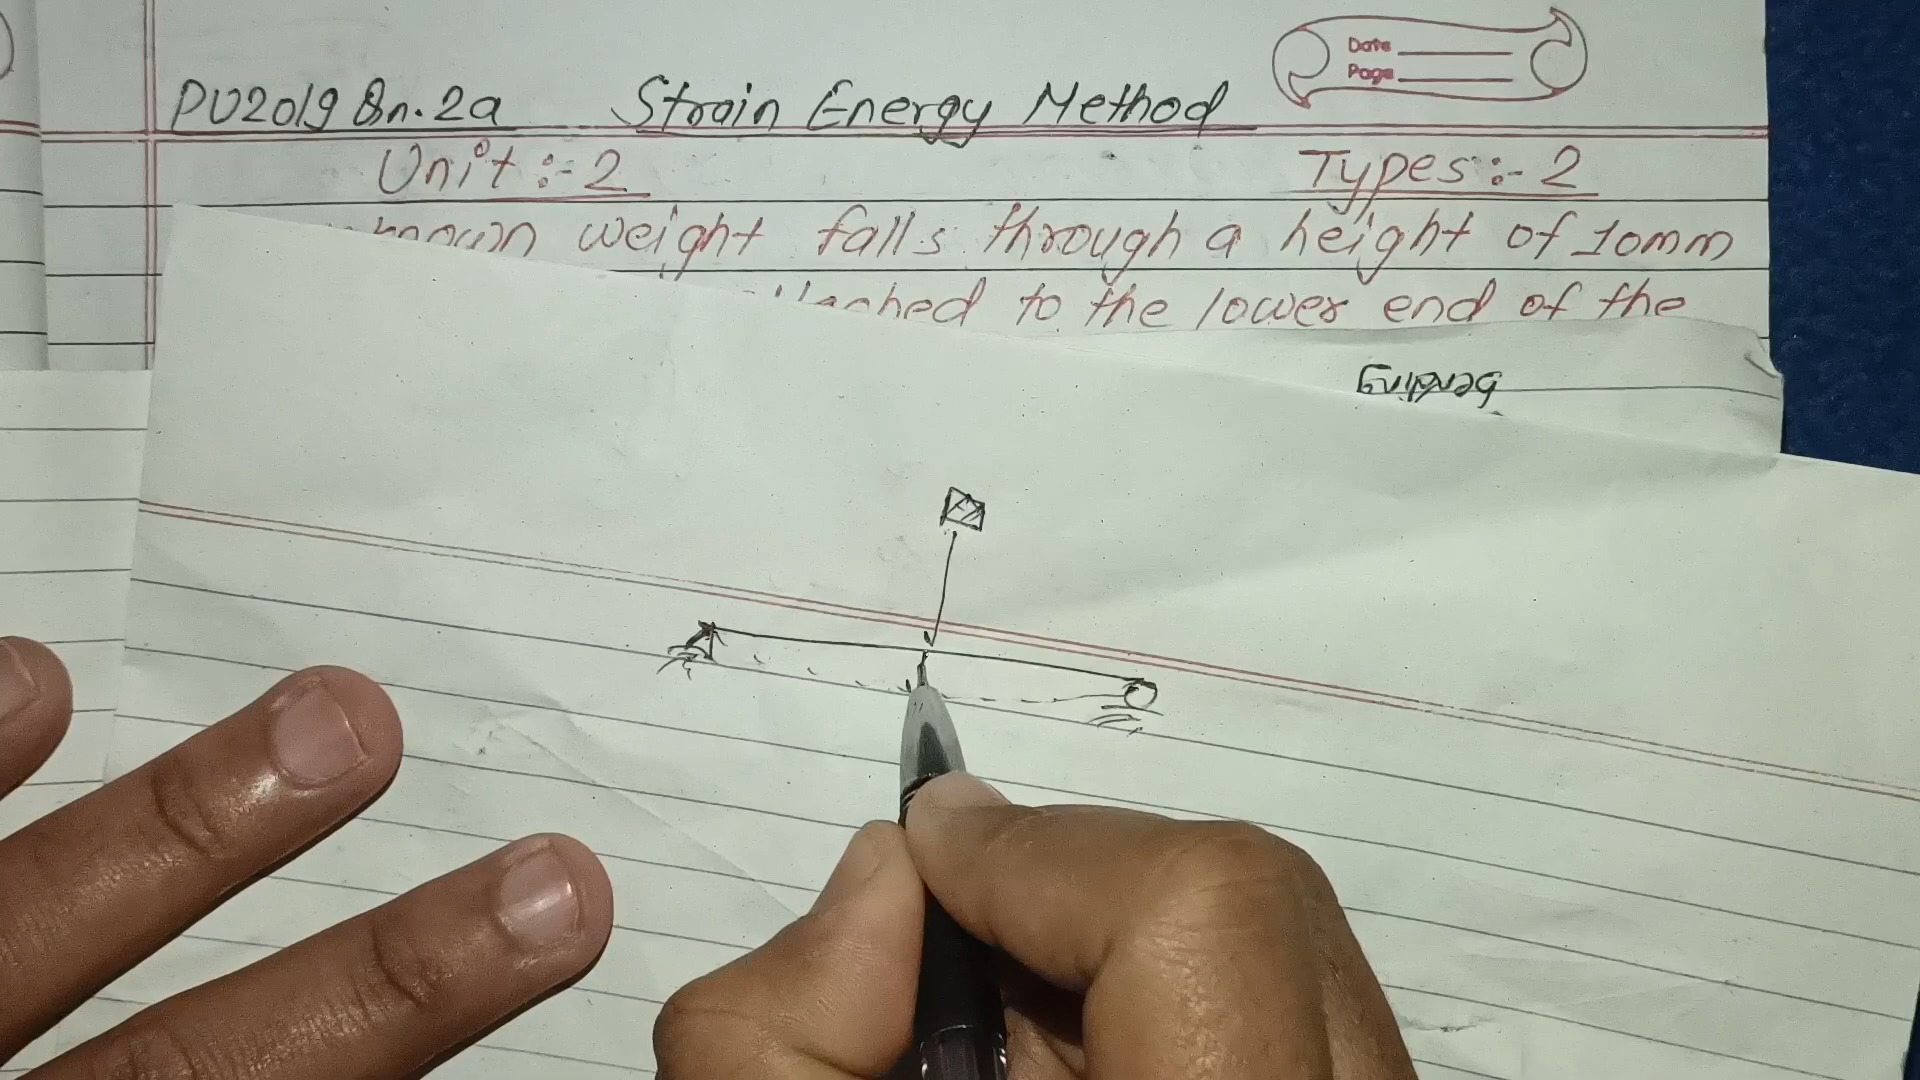 Date
Page
PU2019 Qn.2a Strain Energy Method
Unit :- 2 Types :- 2
weight falls through a height of 10mm
to the lower end of the
Bending